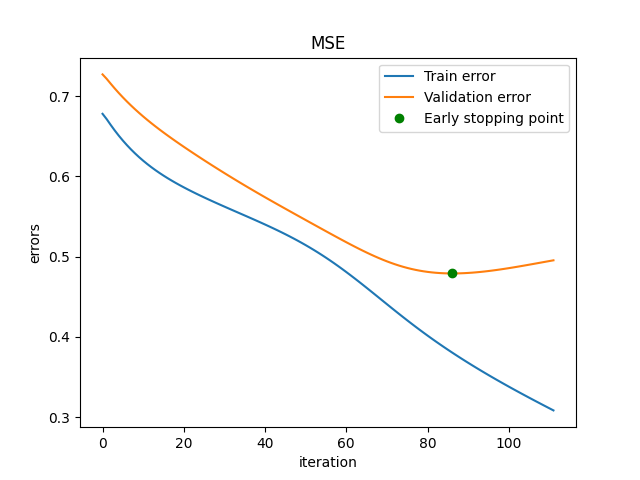 MSE
Train error
Validation error
Early stopping point
errors
0.7
0.6
0.5
0.4
0.3
0 20 40 60 80 100
iteration